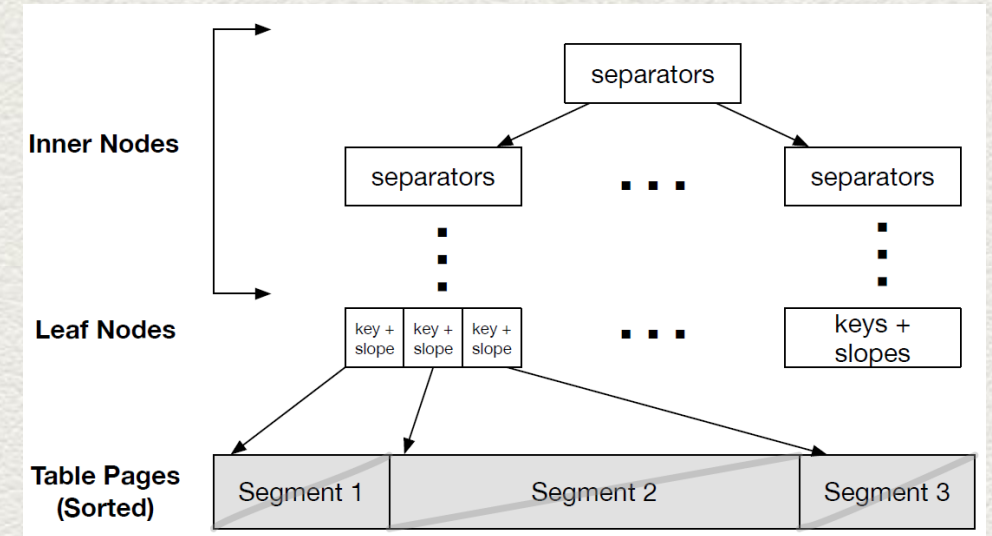 separators
Inner Nodes
separators
. . .
separators
Leaf Nodes
key +
slope
key +
slope
key +
slope
. . .
keys +
slopes
Table Pages
(Sorted)
Segment 1
Segment 2
Segment 3